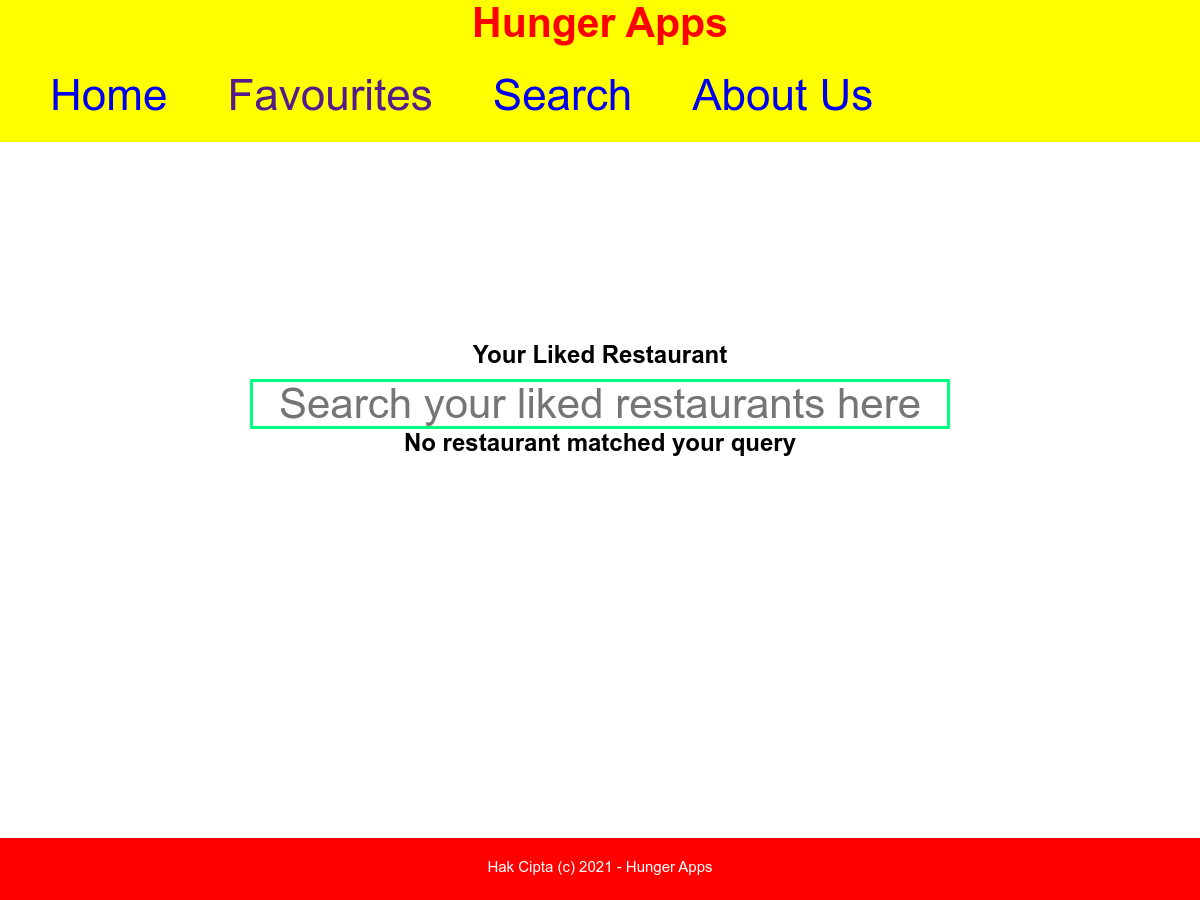 Hunger Apps
Home Favourites Search About Us
Your Liked Restaurant
Search your liked restaurants here
No restaurant matched your query
Hak Cipta (c) 2021 - Hunger Apps